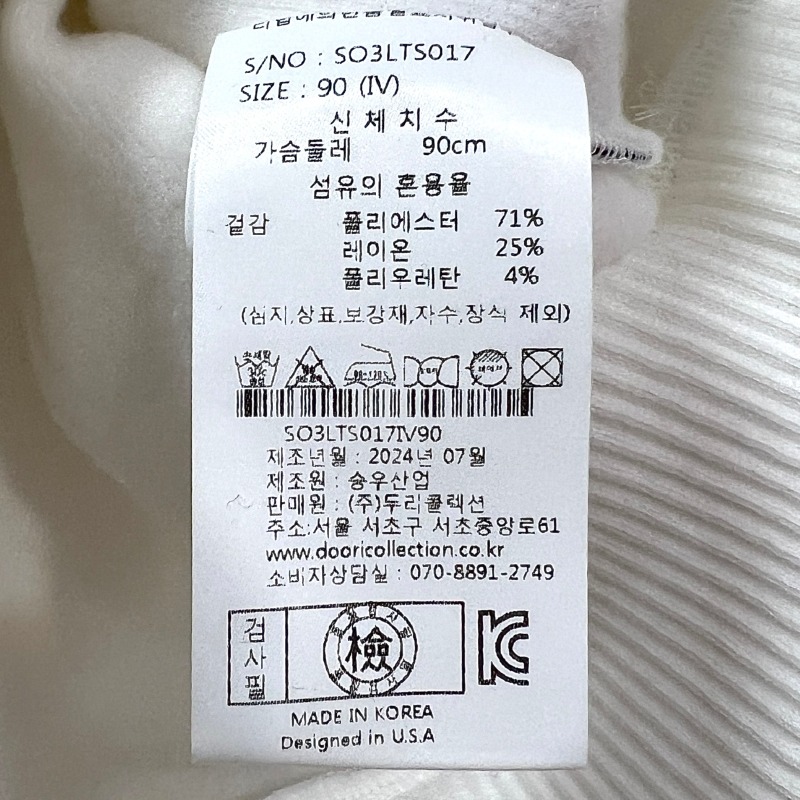 S/NO : SO3LTS017
SIZE : 90 (IV)
신 체 치 수
가슴둘레 90cm
섬유의 혼용율
겉감 폴리에스터 71%
레이온 25%
폴리우레탄 4%
(심지,상표,보강재,자수,장식 제외)
SO3LTS017IV90
제조년월 : 2024년 07월
제조원 : 승우산업
판매원 : (주)두리콜렉션
주소:서울 서초구 서초중앙로61
www.dooricollection.co.kr
소비자상담실 : 070-8891-2749
검사필
檢
KC
MADE IN KOREA
Designed in U.S.A